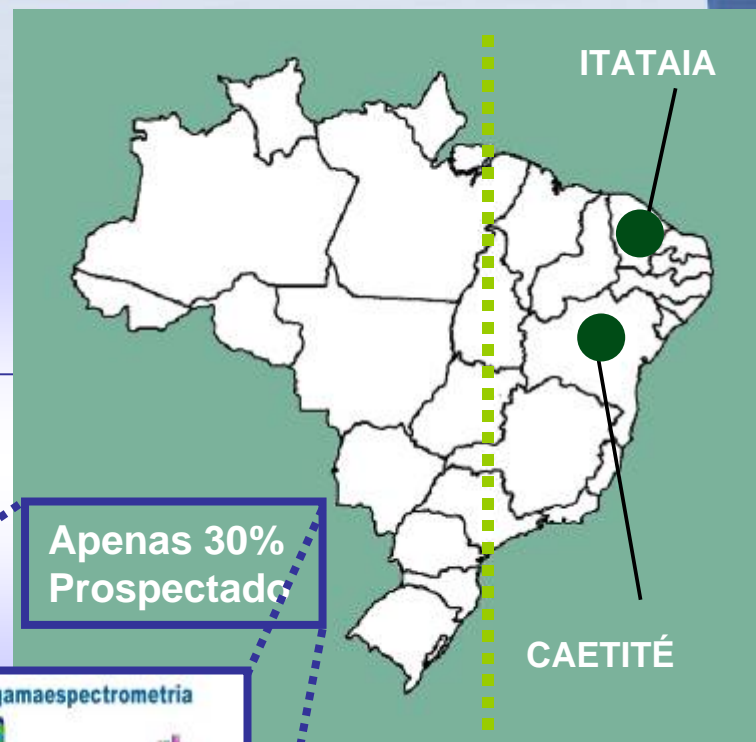 ITATAIA
Apenas 30%
Prospectado
CAETITÉ
gamaespectrometria